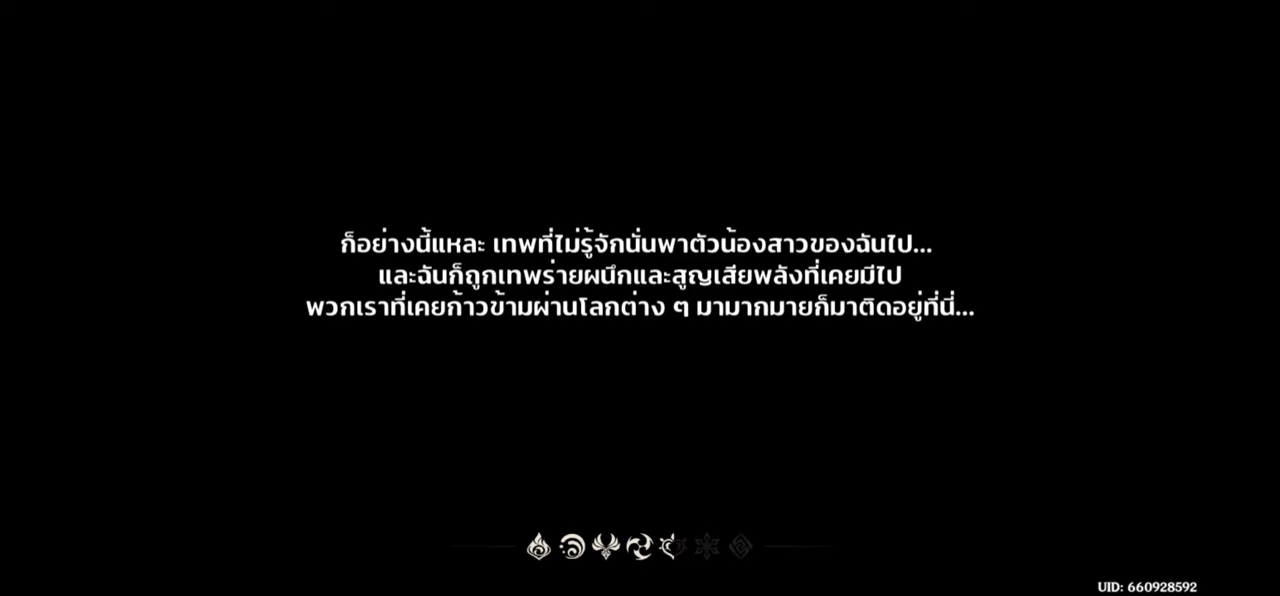 ก็อย่างนี้แหละ เทพที่ไม่รู้จักนั่นพาตัวน้องสาวของฉันไป...
และฉันก็ถูกเทพร่ายผนึกและสูญเสียพลังที่เคยมีไป
พวกเราที่เคยก้าวข้ามผ่านโลกต่าง ๆ มามากมายก็มาติดอยู่ที่นี่...
UID: 660928592